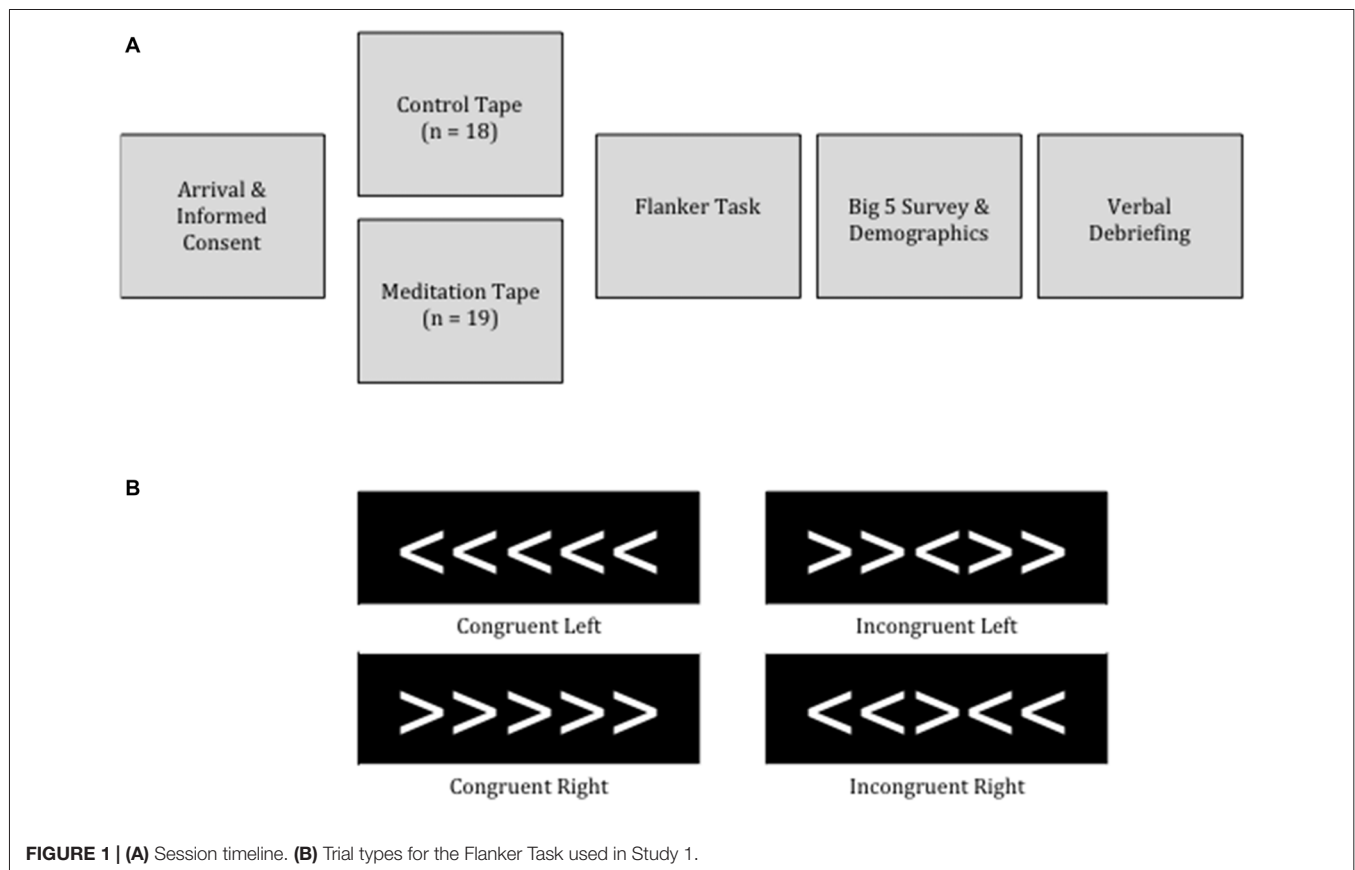 A
Arrival &
Informed
Consent
Control Tape
(n = 18)
Meditation Tape
(n = 19)
Flanker Task
Big 5 Survey &
Demographics
Verbal
Debriefing
B
<<<<<
Congruent Left
>><>>
Incongruent Left
>>>>>
Congruent Right
<<><<
Incongruent Right
FIGURE 1 | (A) Session timeline. (B) Trial types for the Flanker Task used in Study 1.